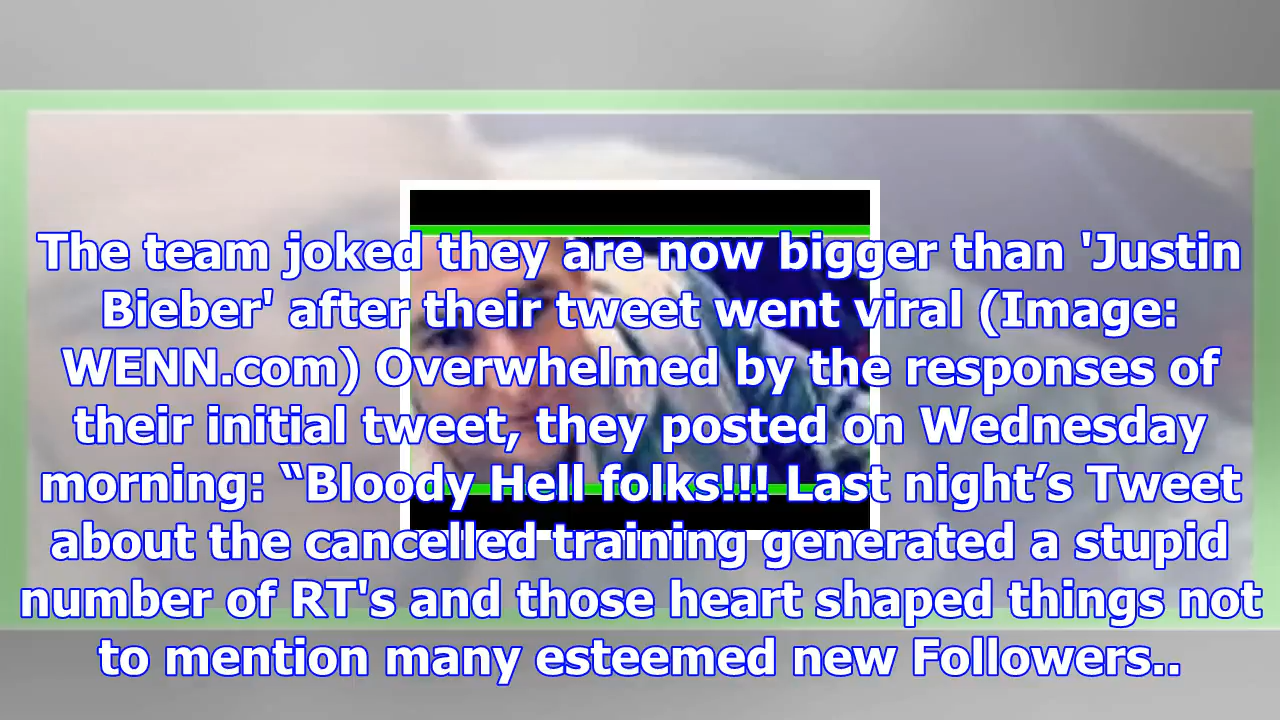 The team joked they are now bigger than 'Justin
Bieber' after their tweet went viral (Image:
WENN.com) Overwhelmed by the responses of
their initial tweet, they posted on Wednesday
morning: “Bloody Hell folks!!! Last night’s Tweet
about the cancelled training generated a stupid
number of RT's and those heart shaped things not
to mention many esteemed new Followers..